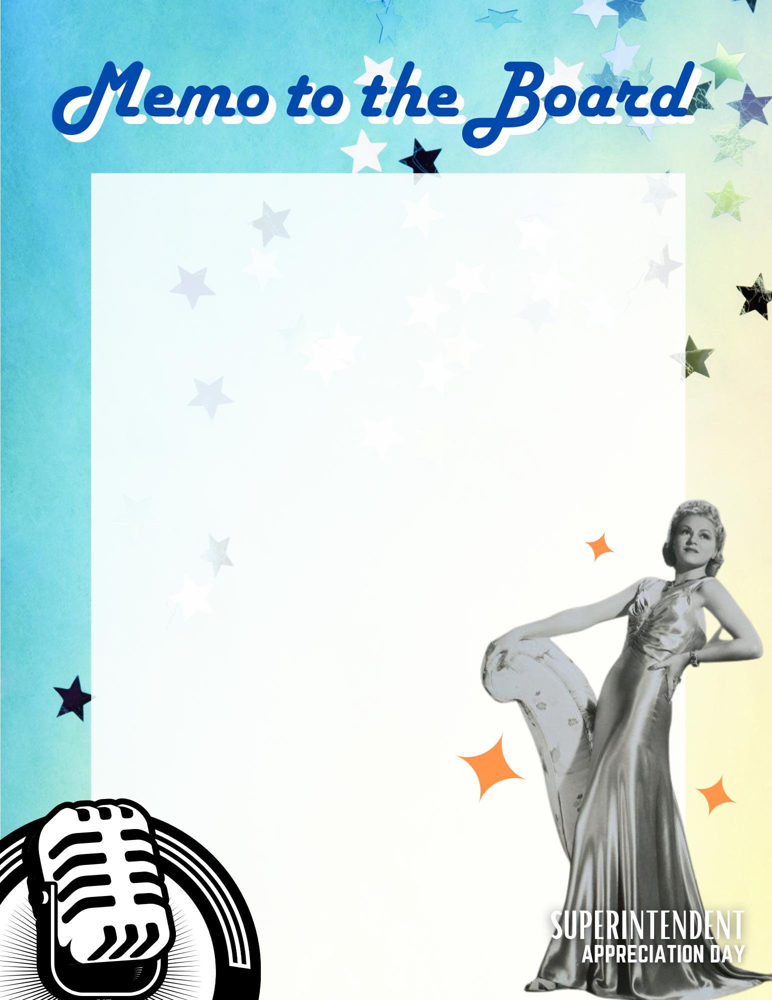 Memo to the Board
SUPERINTENDENT
APPRECIATION DAY